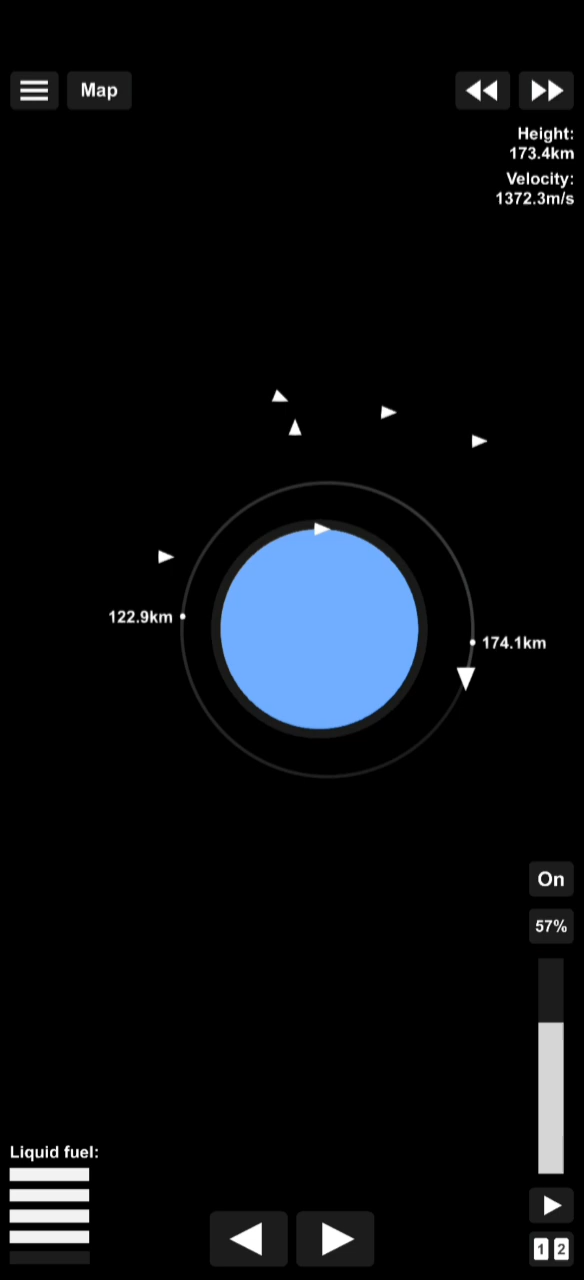 Map
Height:
173.4km
Velocity:
1372.3m/s
122.9km
174.1km
On
57%
Liquid fuel:
1 2